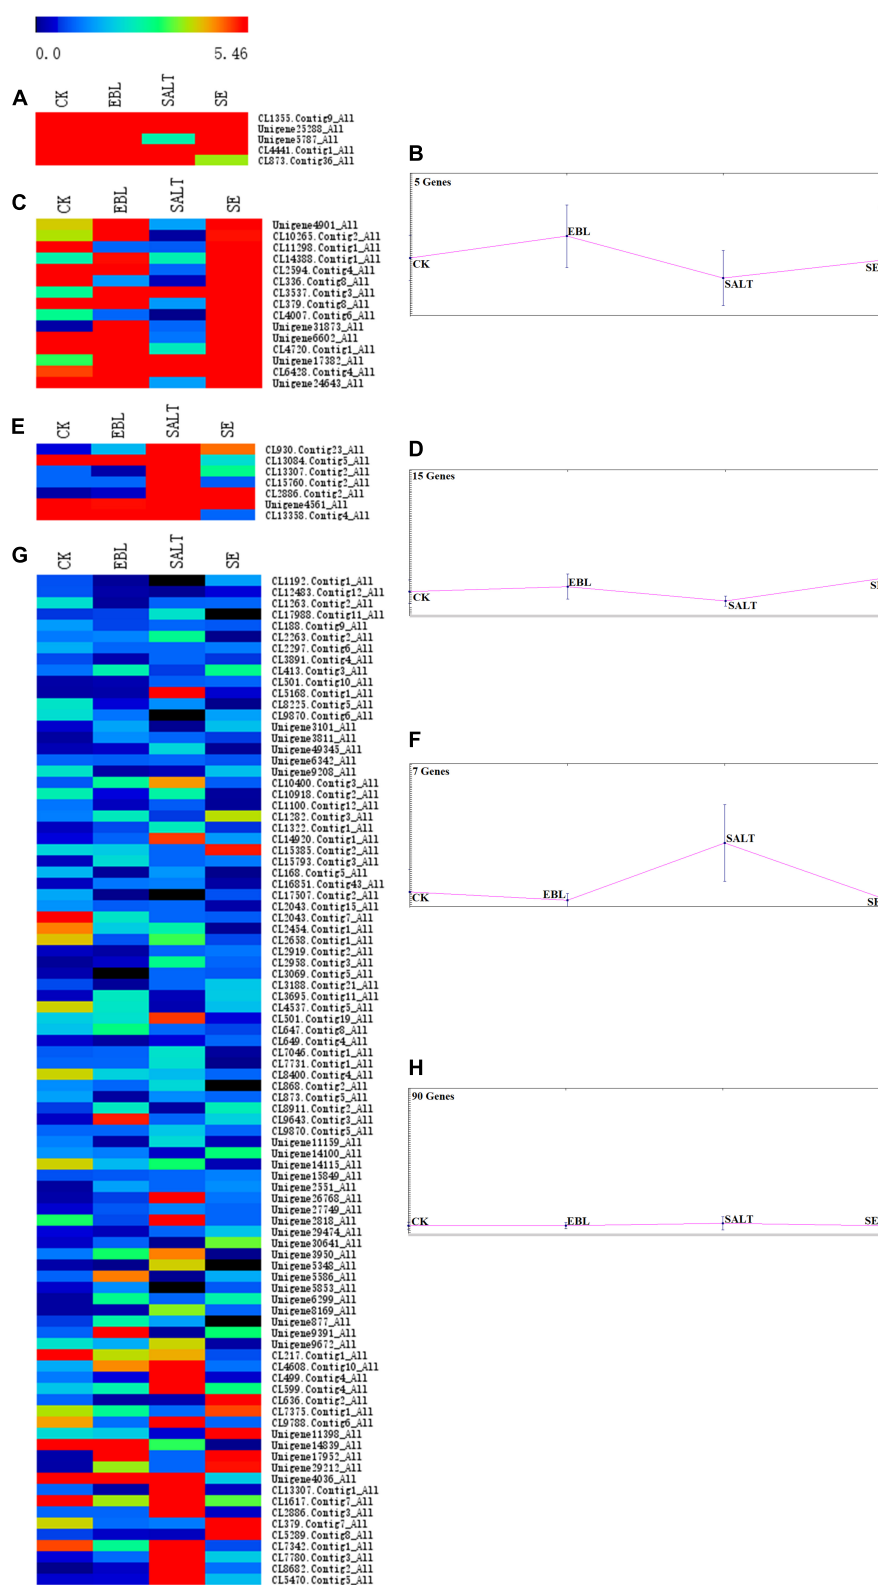 0.0 5.46
A
CK EBL SALT SE
CL1355.Contig9_All
Unigene25288_All
Unigene5787_All
CL4441.Contig1_All
CL873.Contig36_All
B
5 Genes
CK
EBL
SALT
SE
C
CK EBL SALT SE
Unigene4901_All
CL10265.Contig2_All
CL11298.Contig1_All
CL14388.Contig1_All
CL2594.Contig4_All
CL336.Contig8_All
CL3537.Contig3_All
CL379.Contig8_All
CL4007.Contig6_All
Unigene31873_All
Unigene6602_All
CL4720.Contig1_All
Unigene17382_All
CL6428.Contig4_All
Unigene24643_All
D
15 Genes
CK
EBL
SALT
SE
E
CK EBL SALT SE
CL930.Contig23_All
CL13084.Contig5_All
CL13307.Contig2_All
CL15760.Contig2_All
CL2886.Contig2_All
Unigene4561_All
CL13358.Contig4_All
F
7 Genes
CK
EBL
SALT
SE
G
CK EBL SALT SE
CL1192.Contig1_All
CL12483.Contig12_All
CL1263.Contig2_All
CL17988.Contig11_All
CL188.Contig9_All
CL2263.Contig2_All
CL2297.Contig6_All
CL3891.Contig4_All
CL413.Contig3_All
CL501.Contig10_All
CL5168.Contig1_All
CL8225.Contig5_All
CL9870.Contig6_All
Unigene3101_All
Unigene3811_All
Unigene49345_All
Unigene6342_All
Unigene9208_All
CL10400.Contig3_All
CL10918.Contig2_All
CL1100.Contig12_All
CL1282.Contig3_All
CL1322.Contig1_All
CL14920.Contig1_All
CL15385.Contig2_All
CL15793.Contig3_All
CL168.Contig5_All
CL16851.Contig43_All
CL17507.Contig2_All
CL2043.Contig15_All
CL2043.Contig7_All
CL2454.Contig1_All
CL2658.Contig1_All
CL2919.Contig2_All
CL2958.Contig3_All
CL3069.Contig5_All
CL3188.Contig21_All
CL3695.Contig11_All
CL4537.Contig5_All
CL501.Contig19_All
CL647.Contig8_All
CL649.Contig4_All
CL7046.Contig1_All
CL7731.Contig1_All
CL8400.Contig4_All
CL868.Contig2_All
CL873.Contig5_All
CL8911.Contig2_All
CL9643.Contig3_All
CL9870.Contig5_All
Unigene11159_All
Unigene14100_All
Unigene14115_All
Unigene15849_All
Unigene2551_All
Unigene26768_All
Unigene27749_All
Unigene2818_All
Unigene29474_All
Unigene30641_All
Unigene3950_All
Unigene5348_All
Unigene5586_All
Unigene5853_All
Unigene6299_All
Unigene8169_All
Unigene877_All
Unigene9391_All
Unigene9672_All
CL217.Contig1_All
CL4608.Contig10_All
CL499.Contig4_All
CL599.Contig4_All
CL636.Contig2_All
CL7375.Contig1_All
CL9788.Contig6_All
Unigene11398_All
Unigene14839_All
Unigene17952_All
Unigene29212_All
Unigene4036_All
CL13307.Contig1_All
CL1617.Contig7_All
CL2886.Contig3_All
CL379.Contig7_All
CL5289.Contig8_All
CL7342.Contig1_All
CL7780.Contig3_All
CL8682.Contig2_All
CL5470.Contig5_All
H
90 Genes
CK
EBL
SALT
SE